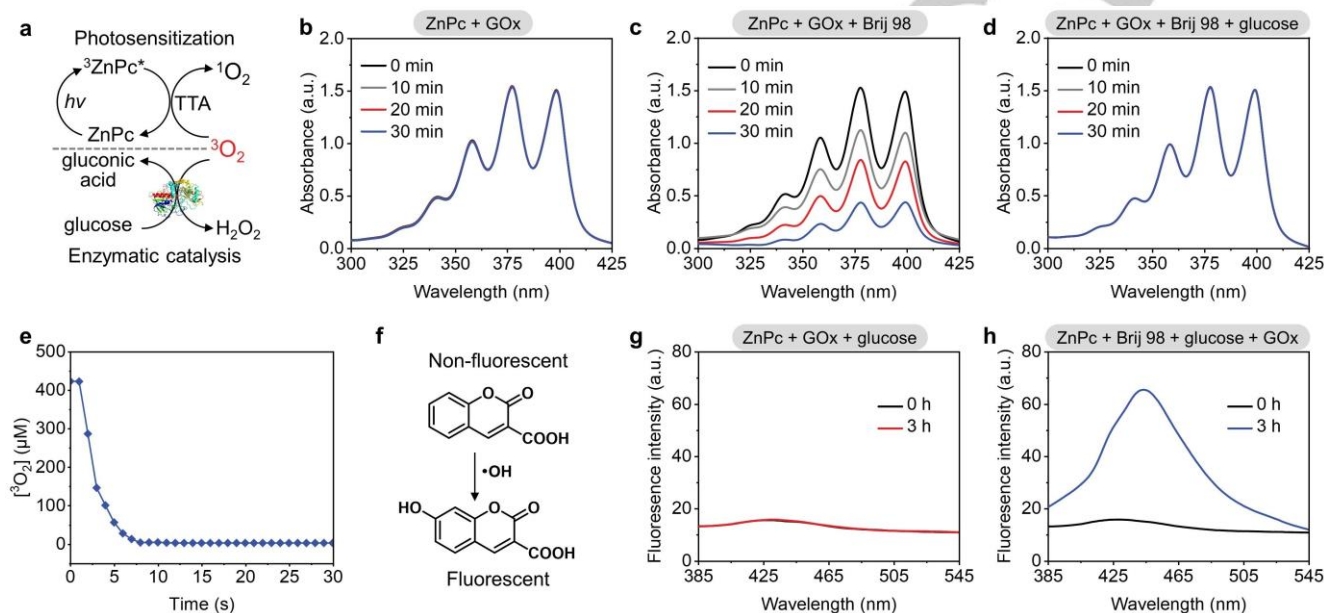 a
Photosensitization
³ZnPc*
¹O₂
hv
TTA
ZnPc
³O₂
gluconic
acid
glucose
H₂O₂
Enzymatic catalysis
b
ZnPc + GOx
2.0
1.5
1.0
0.5
0.0
Absorbance (a.u.)
0 min
10 min
20 min
30 min
300 325 350 375 400 425
Wavelength (nm)
c
ZnPc + GOx + Brij 98
2.0
1.5
1.0
0.5
0.0
Absorbance (a.u.)
0 min
10 min
20 min
30 min
300 325 350 375 400 425
Wavelength (nm)
d
ZnPc + GOx + Brij 98 + glucose
2.0
1.5
1.0
0.5
0.0
Absorbance (a.u.)
0 min
10 min
20 min
30 min
300 325 350 375 400 425
Wavelength (nm)
e
500
400
300
200
100
0
[³O₂] (µM)
0 5 10 15 20 25 30
Time (s)
f
Non-fluorescent
O O
COOH
•OH
HO O O
COOH
Fluorescent
g
ZnPc + GOx + glucose
80
60
40
20
0
Fluoresence intensity (a.u.)
0 h
3 h
385 425 465 505 545
Wavelength (nm)
h
ZnPc + Brij 98 + glucose + GOx
80
60
40
20
0
Fluoresence intensity (a.u.)
0 h
3 h
385 425 465 505 545
Wavelength (nm)